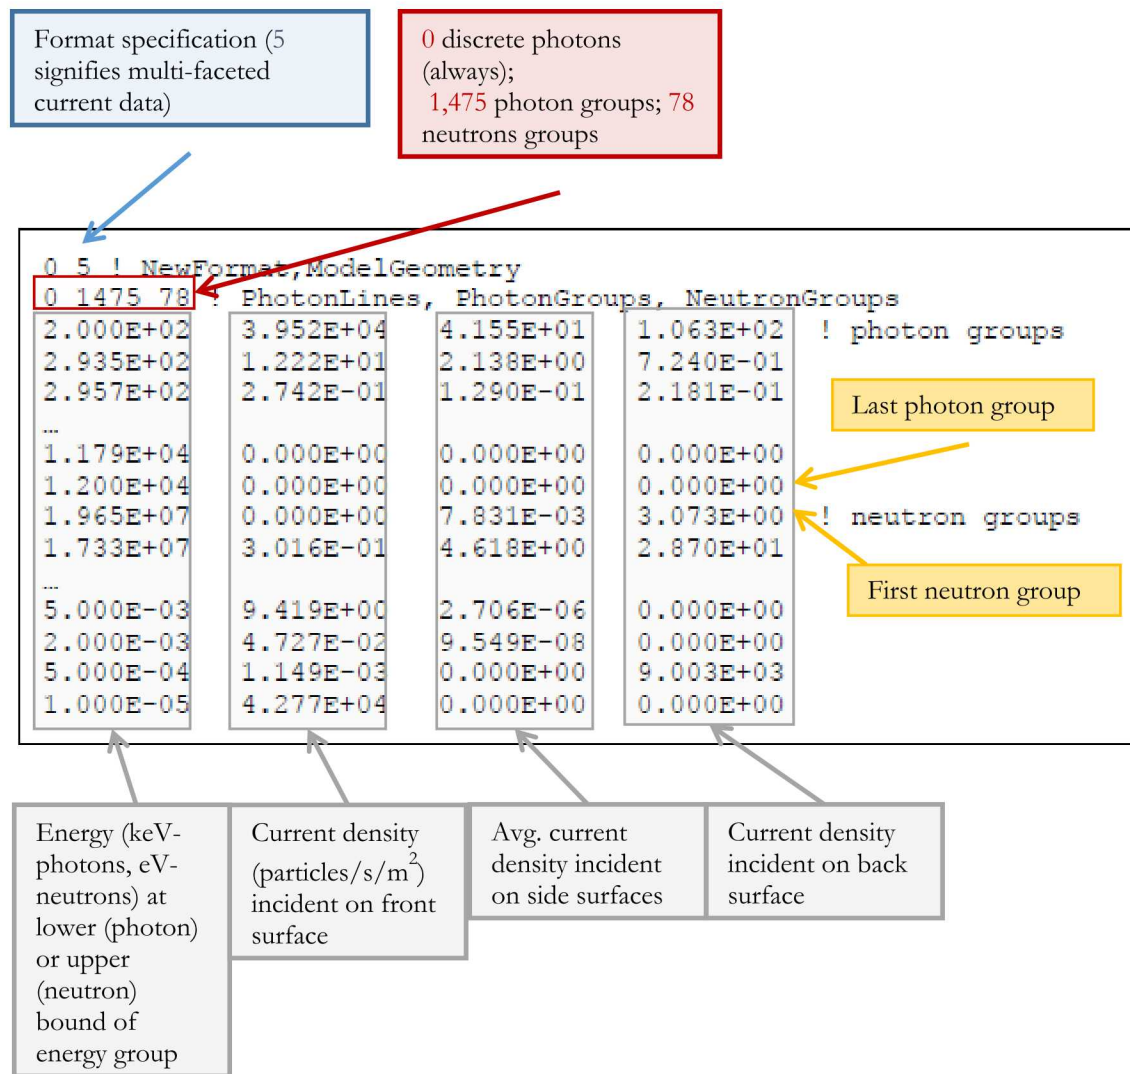 Format specification (5
signifies multi-faceted
current data)
0 discrete photons
(always);
1,475 photon groups; 78
neutrons groups
0 5 ! NewFormat,ModelGeometry
0 1475 78 ! PhotonLines, PhotonGroups, NeutronGroups
2.000E+02 3.952E+04 4.155E+01 1.063E+02 ! photon groups
2.935E+02 1.222E+01 2.138E+00 7.240E-01
2.957E+02 2.742E-01 1.290E-01 2.181E-01
...
1.179E+04 0.000E+00 0.000E+00 0.000E+00
1.200E+04 0.000E+00 0.000E+00 0.000E+00
1.965E+07 0.000E+00 7.831E-03 3.073E+00 ! neutron groups
1.733E+07 3.016E-01 4.618E+00 2.870E+01
...
5.000E-03 9.419E+00 2.706E-06 0.000E+00
2.000E-03 4.727E-02 9.549E-08 0.000E+00
5.000E-04 1.149E-03 0.000E+00 9.003E+03
1.000E-05 4.277E+04 0.000E+00 0.000E+00
Last photon group
First neutron group
Energy (keV-
photons, eV-
neutrons) at
lower (photon)
or upper
(neutron)
bound of
energy group
Current density
(particles/s/m²)
incident on front
surface
Avg. current
density incident
on side surfaces
Current density
incident on back
surface